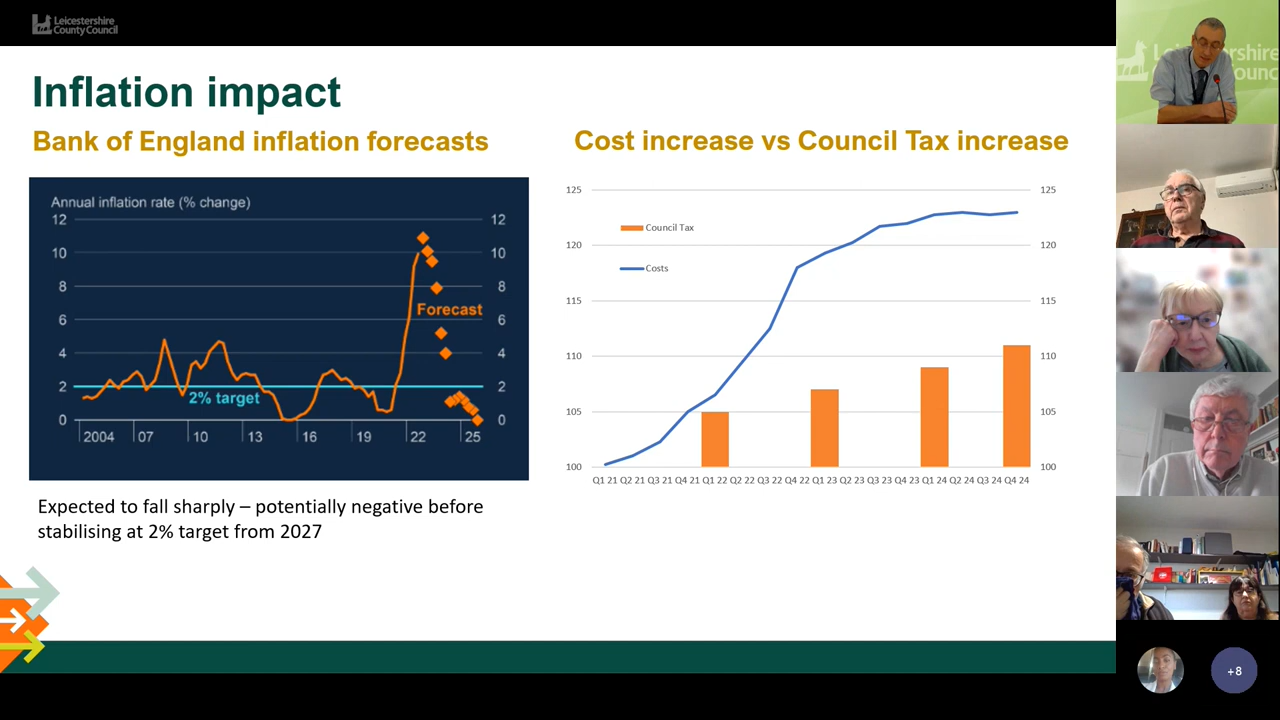 Leicestershire
County Council
Inflation impact
Bank of England inflation forecasts
Cost increase vs Council Tax increase
Annual inflation rate (% change)
12 12
10 10
8 8
Forecast
6 6
4 4
2 2
2% target
0 0
2004 07 10 13 16 19 22 25
125 125
Council Tax
120 120
Costs
115 115
110 110
105 105
100 100
Q1 21 Q2 21 Q3 21 Q4 21 Q1 22 Q2 22 Q3 22 Q4 22 Q1 23 Q2 23 Q3 23 Q4 23 Q1 24 Q2 24 Q3 24 Q4 24
Expected to fall sharply – potentially negative before
stabilising at 2% target from 2027
+8